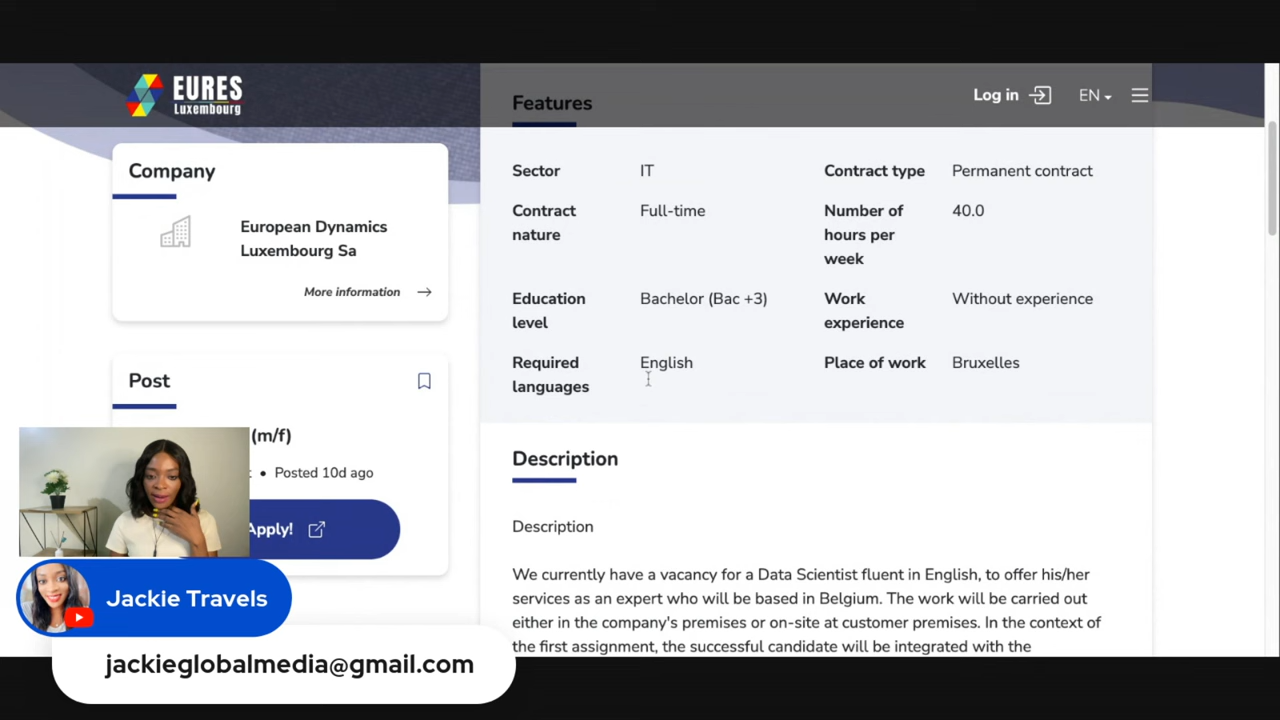 EURES
Luxembourg
Log in
EN
Features
Company
European Dynamics
Luxembourg Sa
More information
Post
(m/f)
Posted 10d ago
Apply!
Sector
IT
Contract type
Permanent contract
Contract
nature
Full-time
Number of
hours per
week
40.0
Education
level
Bachelor (Bac +3)
Work
experience
Without experience
Required
languages
English
Place of work
Bruxelles
Description
Description
We currently have a vacancy for a Data Scientist fluent in English, to offer his/her
services as an expert who will be based in Belgium. The work will be carried out
either in the company's premises or on-site at customer premises. In the context of
the first assignment, the successful candidate will be integrated with the
Jackie Travels
jackieglobalmedia@gmail.com